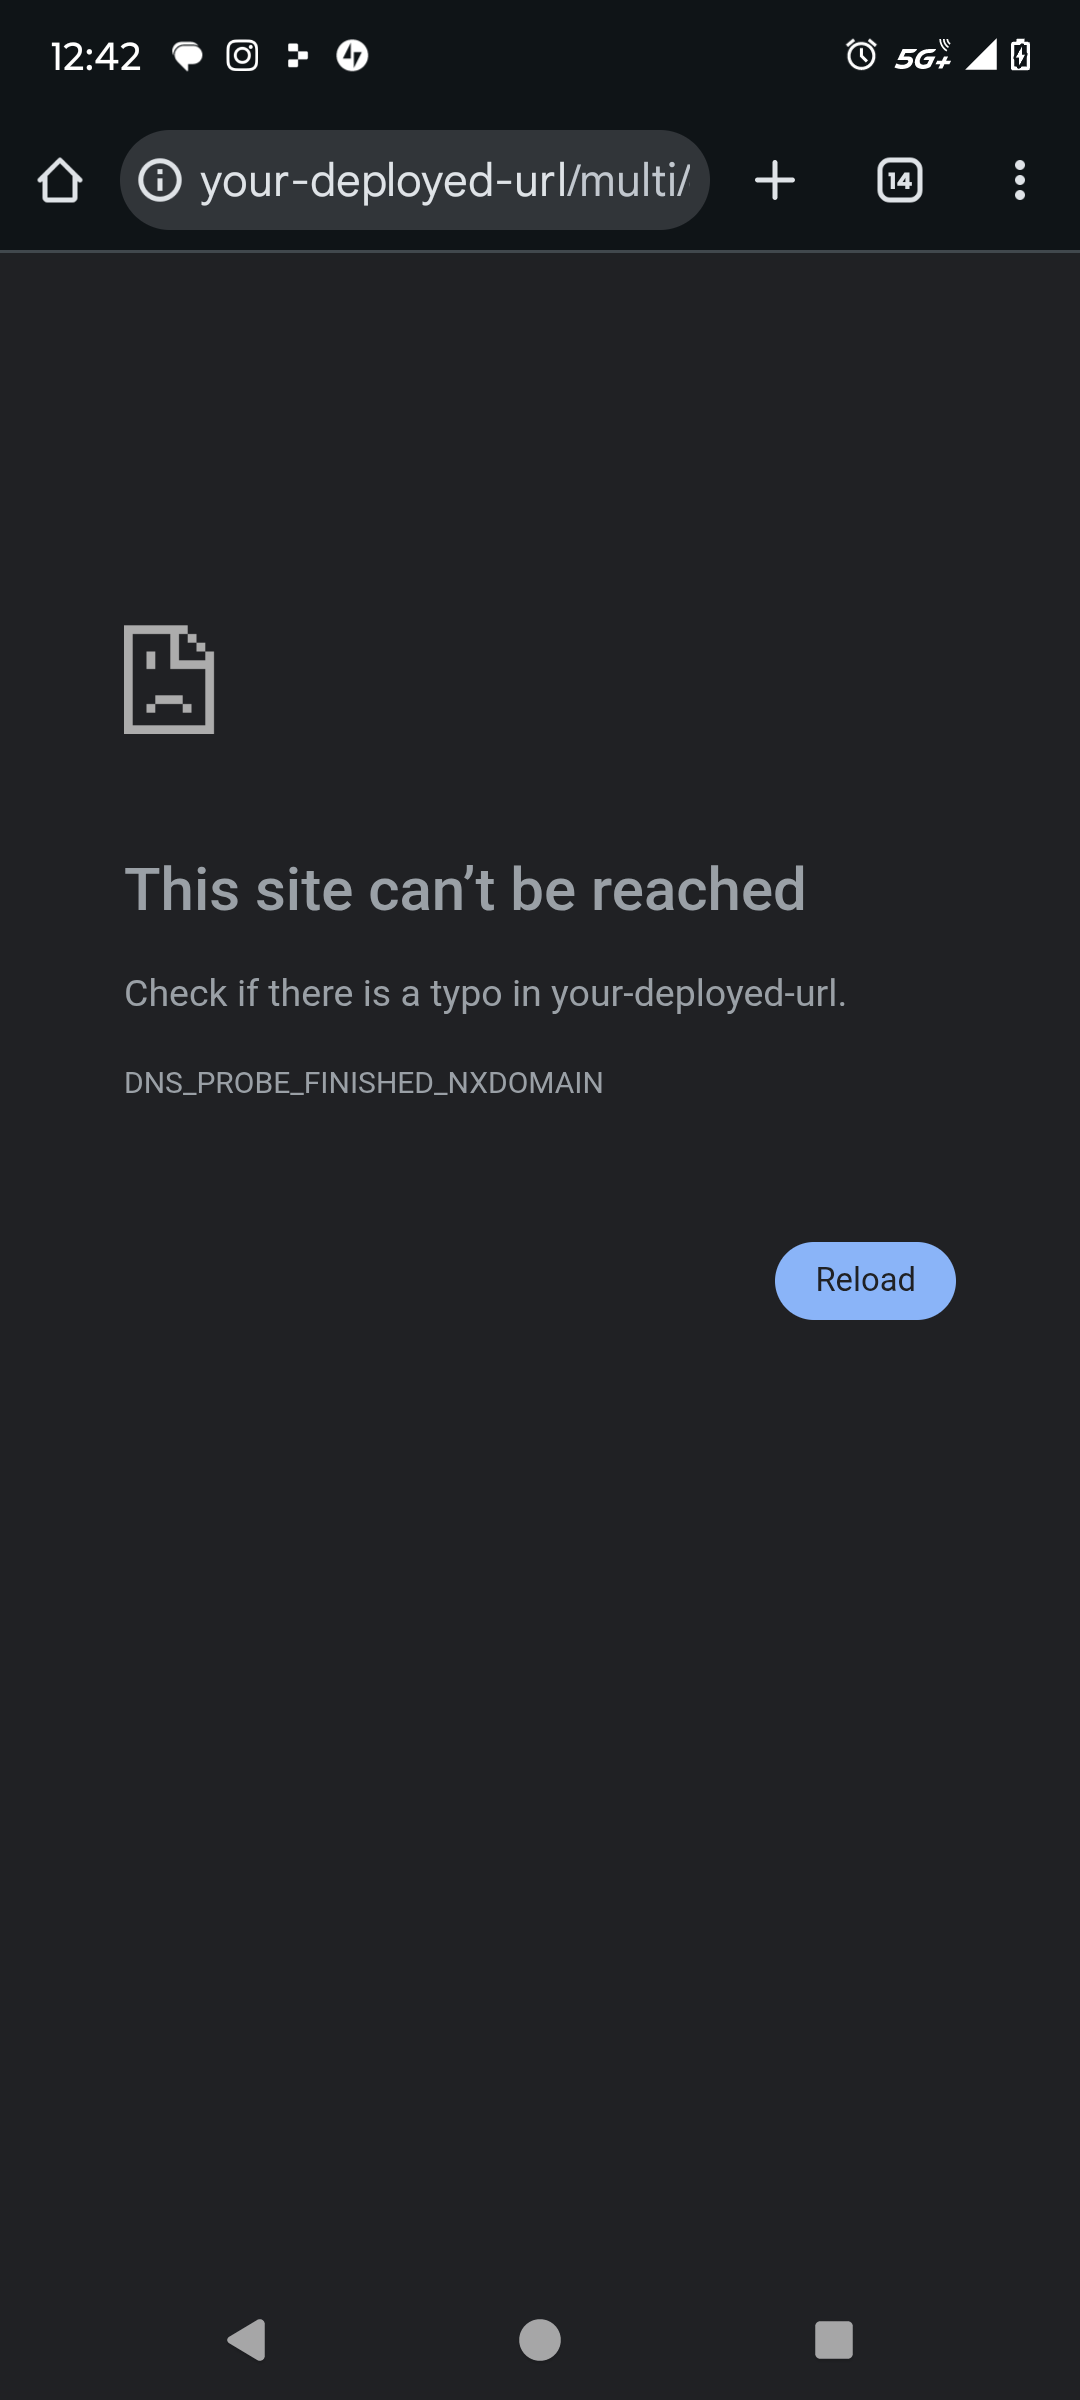 12:42 5G+
your-deployed-url/multi/ 14
This site can’t be reached
Check if there is a typo in your-deployed-url.
DNS_PROBE_FINISHED_NXDOMAIN
Reload